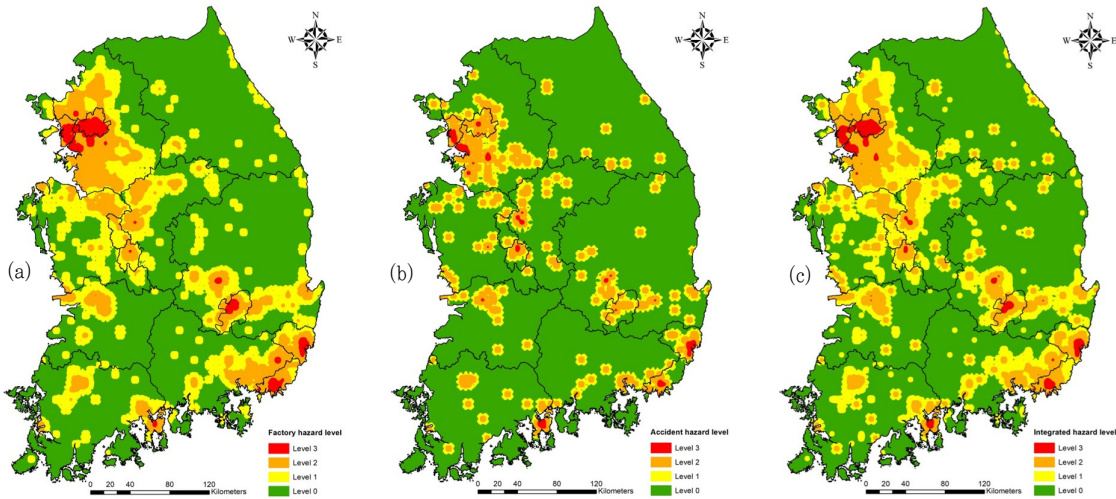 N
W E
S
(a)
Factory hazard level
Level 3
Level 2
Level 1
Level 0
0 20 40 80 120
Kilometers
N
W E
S
(b)
Accident hazard level
Level 3
Level 2
Level 1
Level 0
0 20 40 80 120
Kilometers
N
W E
S
(c)
Integrated hazard level
Level 3
Level 2
Level 1
Level 0
0 20 40 80 120
Kilometers